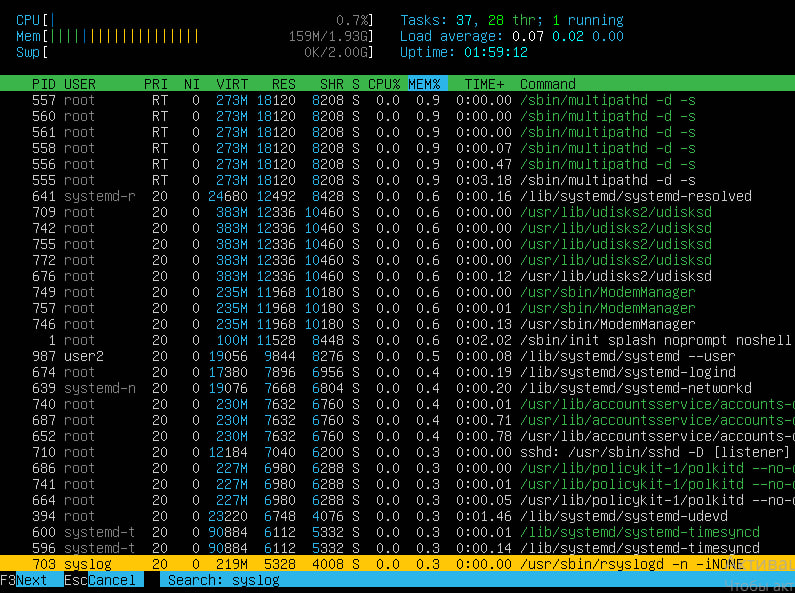 CPU[| 0.7%] Tasks: 37, 28 thr; 1 running
Mem[||||||||||||||||||| 159M/1.93G] Load average: 0.07 0.02 0.00
Swp[ 0K/2.00G] Uptime: 01:59:12
PID USER PRI NI VIRT RES SHR S CPU% MEM% TIME+ Command
557 root RT 0 273M 18120 8208 S 0.0 0.9 0:00.00 /sbin/multipathd -d -s
560 root RT 0 273M 18120 8208 S 0.0 0.9 0:00.00 /sbin/multipathd -d -s
561 root RT 0 273M 18120 8208 S 0.0 0.9 0:00.00 /sbin/multipathd -d -s
558 root RT 0 273M 18120 8208 S 0.0 0.9 0:00.07 /sbin/multipathd -d -s
556 root RT 0 273M 18120 8208 S 0.0 0.9 0:00.47 /sbin/multipathd -d -s
555 root RT 0 273M 18120 8208 S 0.0 0.9 0:03.18 /sbin/multipathd -d -s
641 systemd-r 20 0 24680 12492 8428 S 0.0 0.6 0:00.16 /lib/systemd/systemd-resolved
709 root 20 0 383M 12336 10460 S 0.0 0.6 0:00.00 /usr/lib/udisks2/udisksd
742 root 20 0 383M 12336 10460 S 0.0 0.6 0:00.00 /usr/lib/udisks2/udisksd
755 root 20 0 383M 12336 10460 S 0.0 0.6 0:00.00 /usr/lib/udisks2/udisksd
772 root 20 0 383M 12336 10460 S 0.0 0.6 0:00.00 /usr/lib/udisks2/udisksd
676 root 20 0 383M 12336 10460 S 0.0 0.6 0:00.12 /usr/lib/udisks2/udisksd
749 root 20 0 235M 11968 10180 S 0.0 0.6 0:00.00 /usr/sbin/ModemManager
757 root 20 0 235M 11968 10180 S 0.0 0.6 0:00.01 /usr/sbin/ModemManager
746 root 20 0 235M 11968 10180 S 0.0 0.6 0:00.13 /usr/sbin/ModemManager
1 root 20 0 100M 11528 8448 S 0.0 0.6 0:02.02 /sbin/init splash noprompt noshell
987 user2 20 0 19056 9844 8276 S 0.0 0.5 0:00.08 /lib/systemd/systemd --user
674 root 20 0 17380 7896 6956 S 0.0 0.4 0:00.19 /lib/systemd/systemd-logind
639 systemd-n 20 0 19076 7668 6804 S 0.0 0.4 0:00.20 /lib/systemd/systemd-networkd
740 root 20 0 230M 7632 6760 S 0.0 0.4 0:00.01 /usr/lib/accountsservice/accounts-
687 root 20 0 230M 7632 6760 S 0.0 0.4 0:00.71 /usr/lib/accountsservice/accounts-
652 root 20 0 230M 7632 6760 S 0.0 0.4 0:00.78 /usr/lib/accountsservice/accounts-
710 root 20 0 12184 7040 6200 S 0.0 0.3 0:00.00 sshd: /usr/sbin/sshd -D [listener]
686 root 20 0 227M 6980 6288 S 0.0 0.3 0:00.00 /usr/lib/policykit-1/polkitd --no-
741 root 20 0 227M 6980 6288 S 0.0 0.3 0:00.01 /usr/lib/policykit-1/polkitd --no-
664 root 20 0 227M 6980 6288 S 0.0 0.3 0:00.05 /usr/lib/policykit-1/polkitd --no-
394 root 20 0 23220 6748 4076 S 0.0 0.3 0:01.46 /lib/systemd/systemd-udevd
600 systemd-t 20 0 90884 6112 5332 S 0.0 0.3 0:00.00 /lib/systemd/systemd-timesyncd
596 systemd-t 20 0 90884 6112 5332 S 0.0 0.3 0:00.14 /lib/systemd/systemd-timesyncd
703 syslog 20 0 219M 5328 4008 S 0.0 0.3 0:00.00 /usr/sbin/rsyslogd -n -iNONE
F3Next EscCancel Search: syslog
Чтобы акт